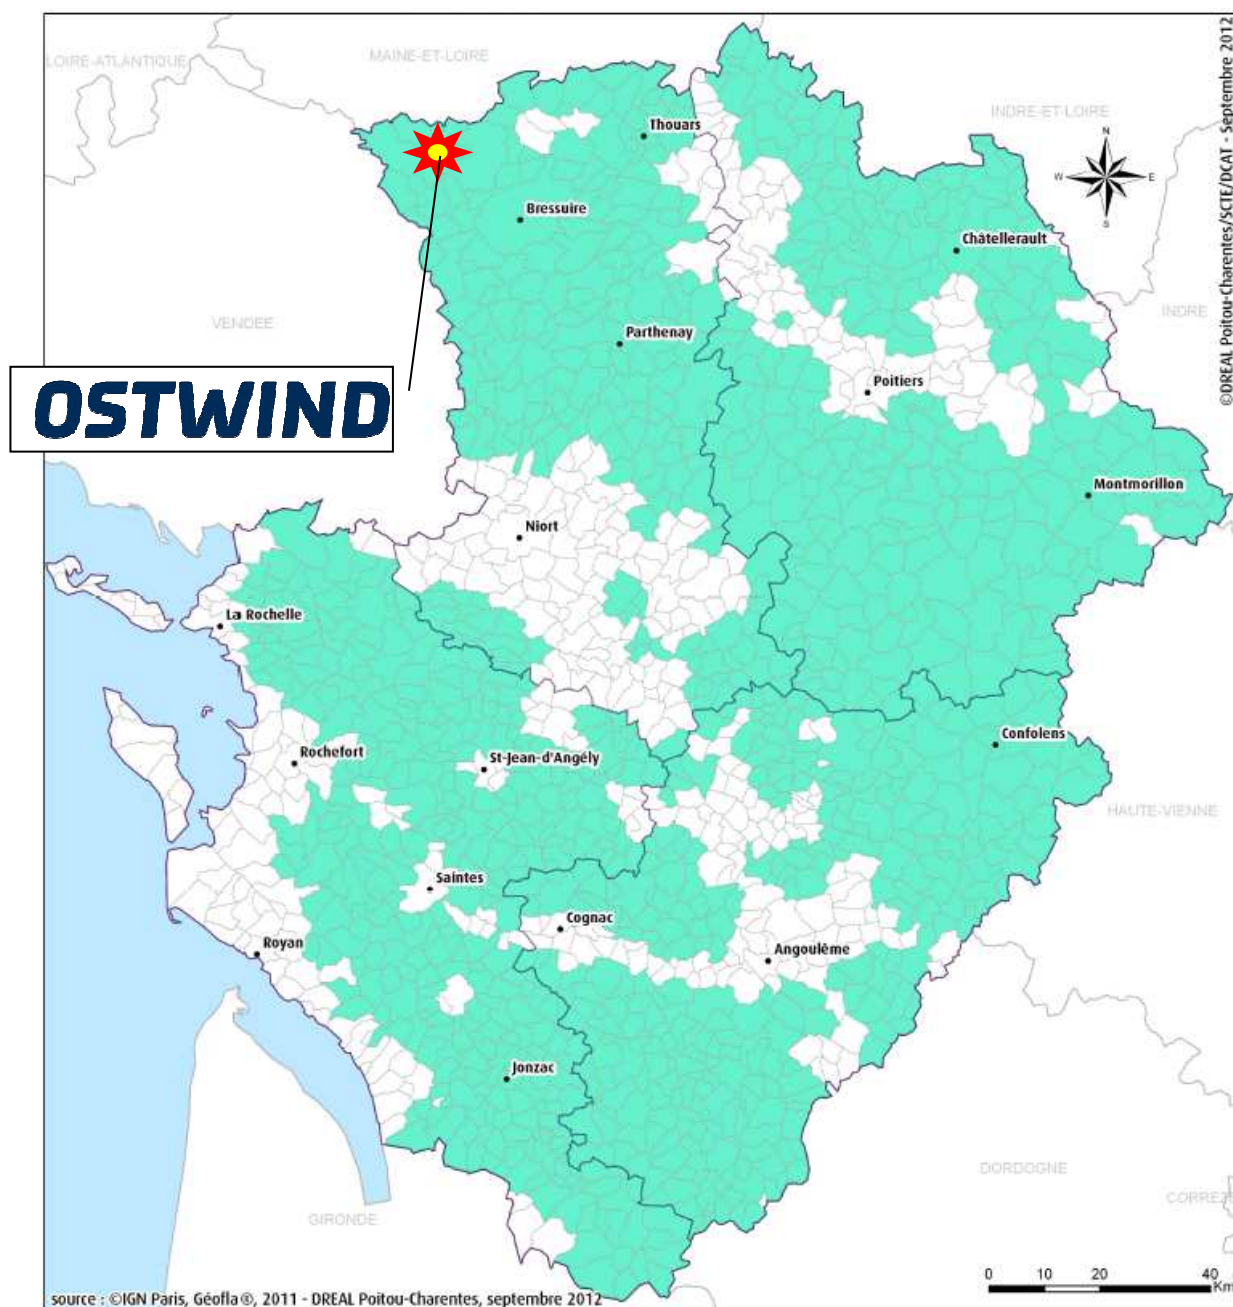 LOIRE-ATLANTIQUE
MAINE-ET-LOIRE
INDRE-ET-LOIRE
©DREAL Poitou-Charentes/SCTE/DCAT - Septembre 2012
N
W
E
S
Thouars
Bressuire
Châtellerault
VENDEE
INDRE
Parthenay
Poitiers
OSTWIND
Montmorillon
Niort
La Rochelle
Rochefort
St-Jean-d'Angély
Confolens
HAUTE-VIENNE
Saintes
Cognac
Royan
Angoulême
Jonzac
DORDOGNE
CORREZE
GIRONDE
0 10 20 40
Km
source : ©IGN Paris, Géofla®, 2011 - DREAL Poitou-Charentes, septembre 2012